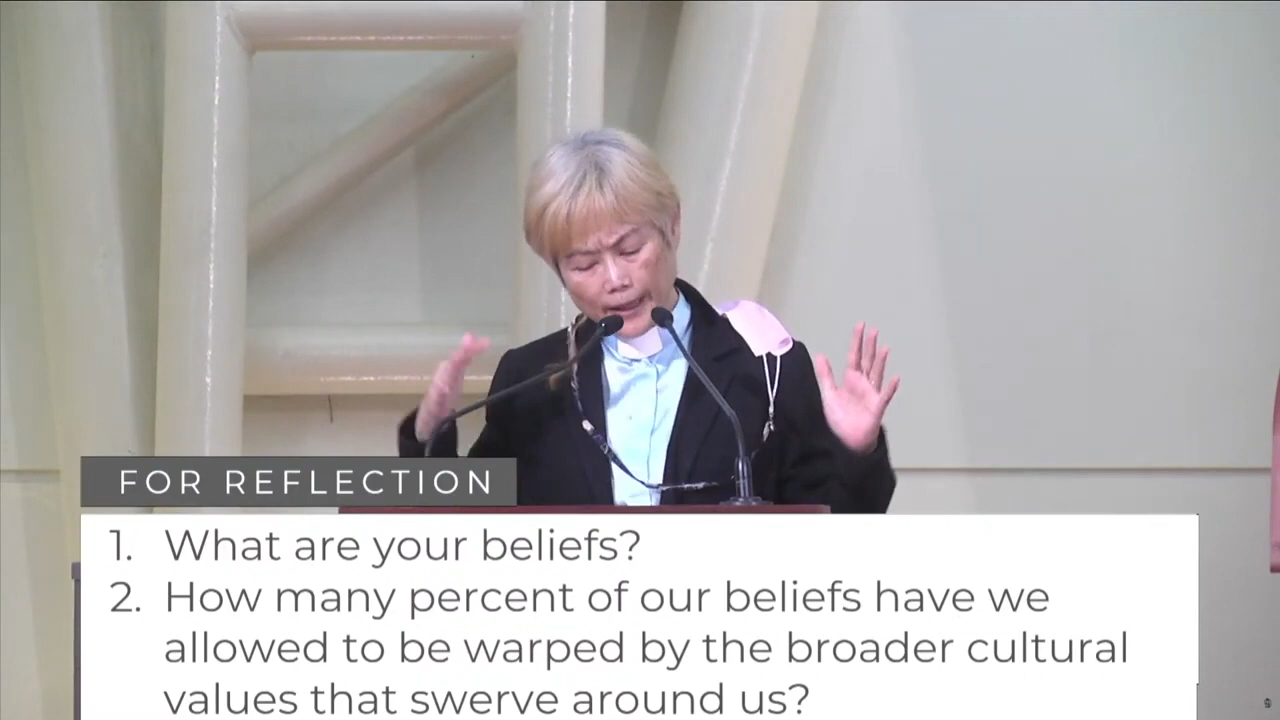 FOR REFLECTION
1. What are your beliefs?
2. How many percent of our beliefs have we
allowed to be warped by the broader cultural
values that swerve around us?